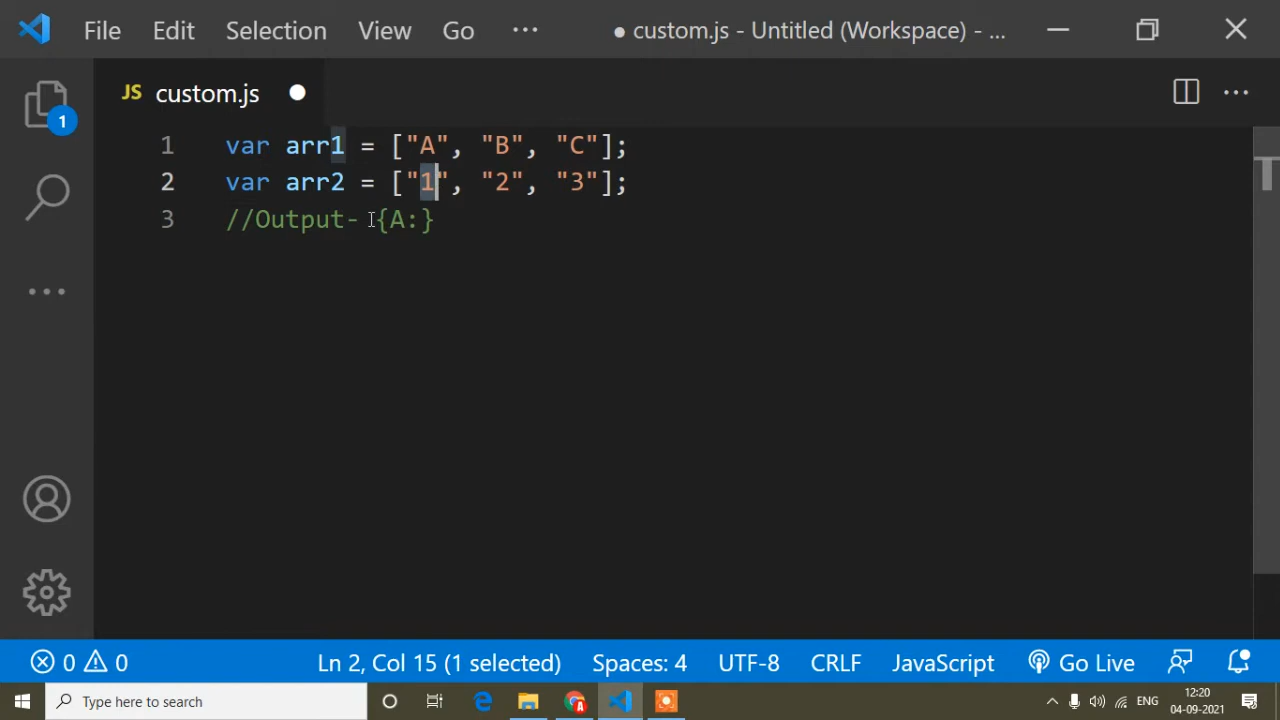 File Edit Selection View Go ··· ● custom.js - Untitled (Workspace) - ...
JS custom.js ●
1
1 var arr1 = ["A", "B", "C"];
2 var arr2 = ["1", "2", "3"];
3 //Output- {A:}
0 0 Ln 2, Col 15 (1 selected) Spaces: 4 UTF-8 CRLF JavaScript Go Live
Type here to search
A
ENG
12:20
04-09-2021